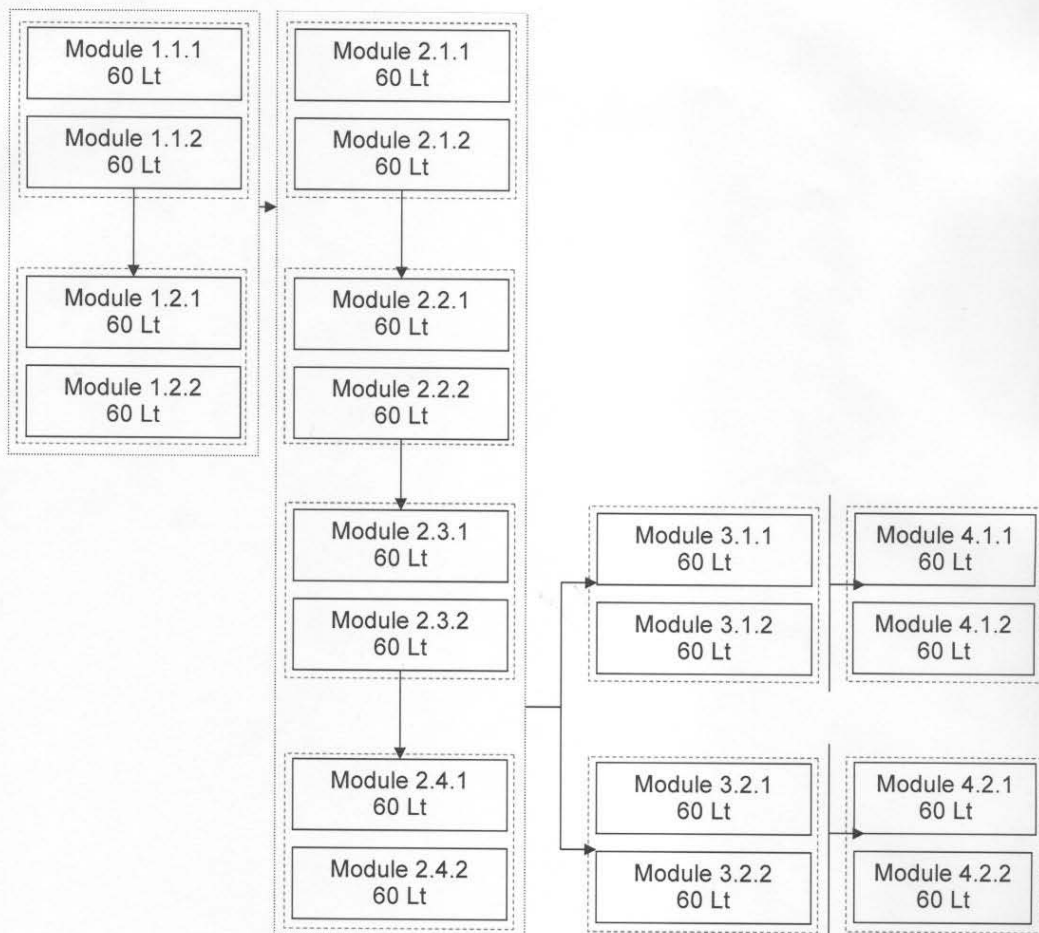 Module 1.1.1
60 Lt
Module 1.1.2
60 Lt
Module 1.2.1
60 Lt
Module 1.2.2
60 Lt
Module 2.1.1
60 Lt
Module 2.1.2
60 Lt
Module 2.2.1
60 Lt
Module 2.2.2
60 Lt
Module 2.3.1
60 Lt
Module 2.3.2
60 Lt
Module 2.4.1
60 Lt
Module 2.4.2
60 Lt
Module 3.1.1
60 Lt
Module 3.1.2
60 Lt
Module 3.2.1
60 Lt
Module 3.2.2
60 Lt
Module 4.1.1
60 Lt
Module 4.1.2
60 Lt
Module 4.2.1
60 Lt
Module 4.2.2
60 Lt